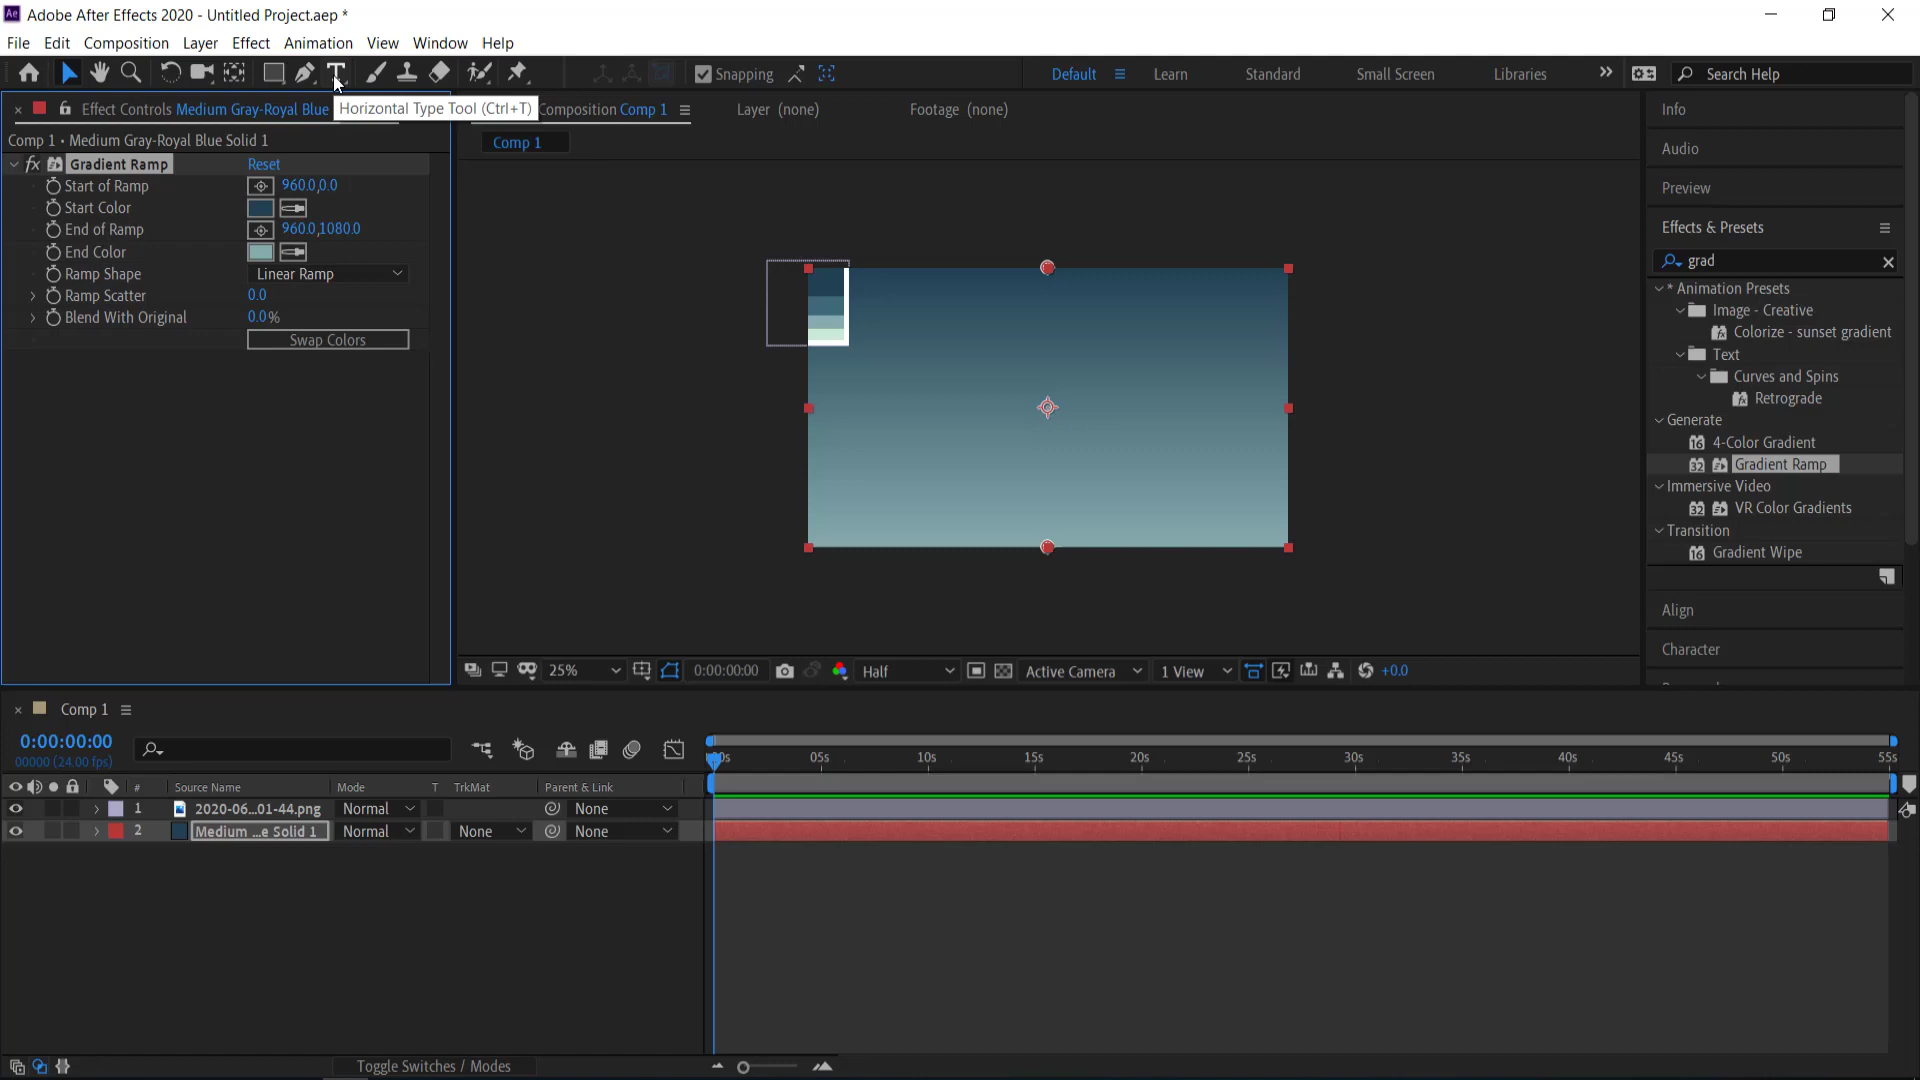 Adobe After Effects 2020 - Untitled Project.aep *
File Edit Composition Layer Effect Animation View Window Help
Snapping
Default Learn Standard Small Screen Libraries Search Help
Effect Controls Medium Gray-Royal Blue
Horizontal Type Tool (Ctrl+T)
Composition Comp 1
Layer (none)
Footage (none)
Comp 1 • Medium Gray-Royal Blue Solid 1
Comp 1
fx Gradient Ramp Reset
Start of Ramp 960.0,0.0
Start Color
End of Ramp 960.0,1080.0
End Color
Ramp Shape Linear Ramp
Ramp Scatter 0.0
Blend With Original 0.0%
Swap Colors
Info
Audio
Preview
Effects & Presets
grad
* Animation Presets
Image - Creative
Colorize - sunset gradient
Text
Curves and Spins
Retrograde
Generate
4-Color Gradient
Gradient Ramp
Immersive Video
VR Color Gradients
Transition
Gradient Wipe
Align
Character
25% 0:00:00:00 Half Active Camera 1 View +0.0
Comp 1
0:00:00:00
00000 (24.00 fps)
05s 10s 15s 20s 25s 30s 35s 40s 45s 50s 55s
# Source Name Mode T TrkMat Parent & Link
1 2020-06...01-44.png Normal None
2 Medium ...e Solid 1 Normal None None
Toggle Switches / Modes